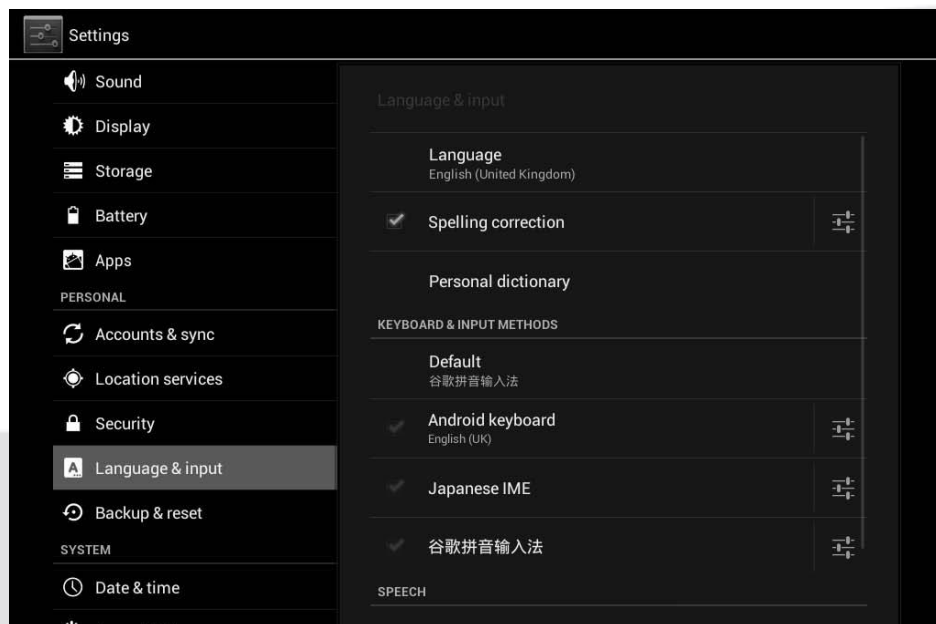 Settings
Sound
Display
Storage
Battery
Apps
PERSONAL
Accounts & sync
Location services
Security
Language & input
Backup & reset
SYSTEM
Date & time
Language & input
Language
English (United Kingdom)
Spelling correction
Personal dictionary
KEYBOARD & INPUT METHODS
Default
谷歌拼音输入法
Android keyboard
English (UK)
Japanese IME
谷歌拼音输入法
SPEECH